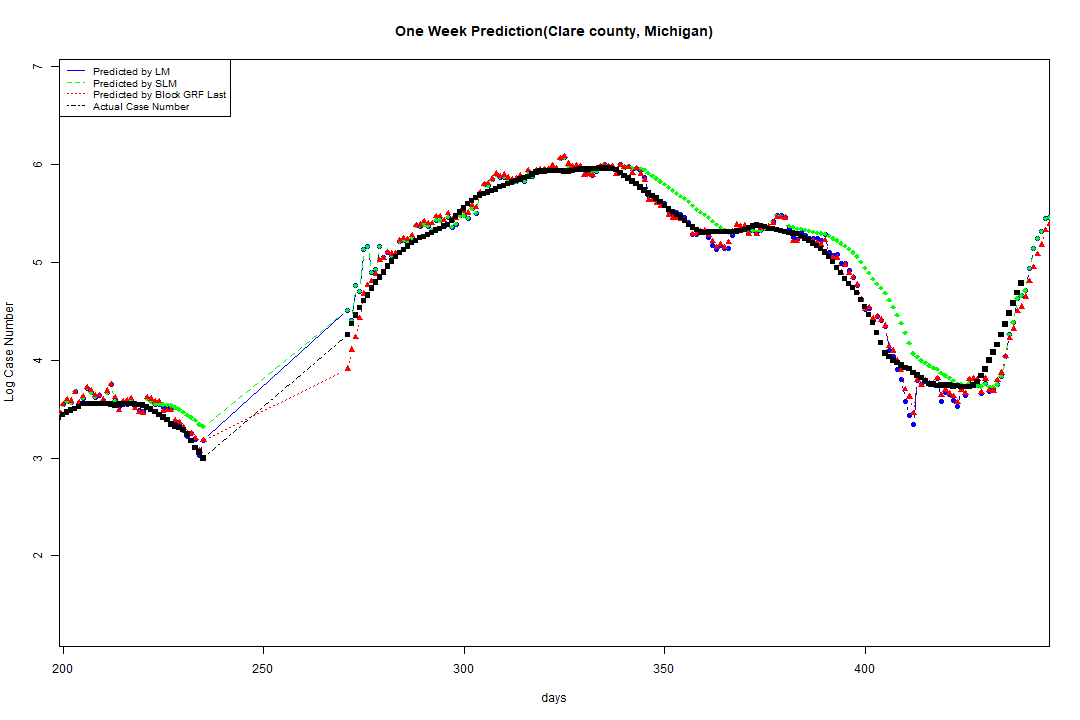 One Week Prediction(Clare county, Michigan)
Predicted by LM
Predicted by SLM
Predicted by Block GRF Last
Actual Case Number
7
6
5
4
3
2
Log Case Number
200 250 300 350 400
days